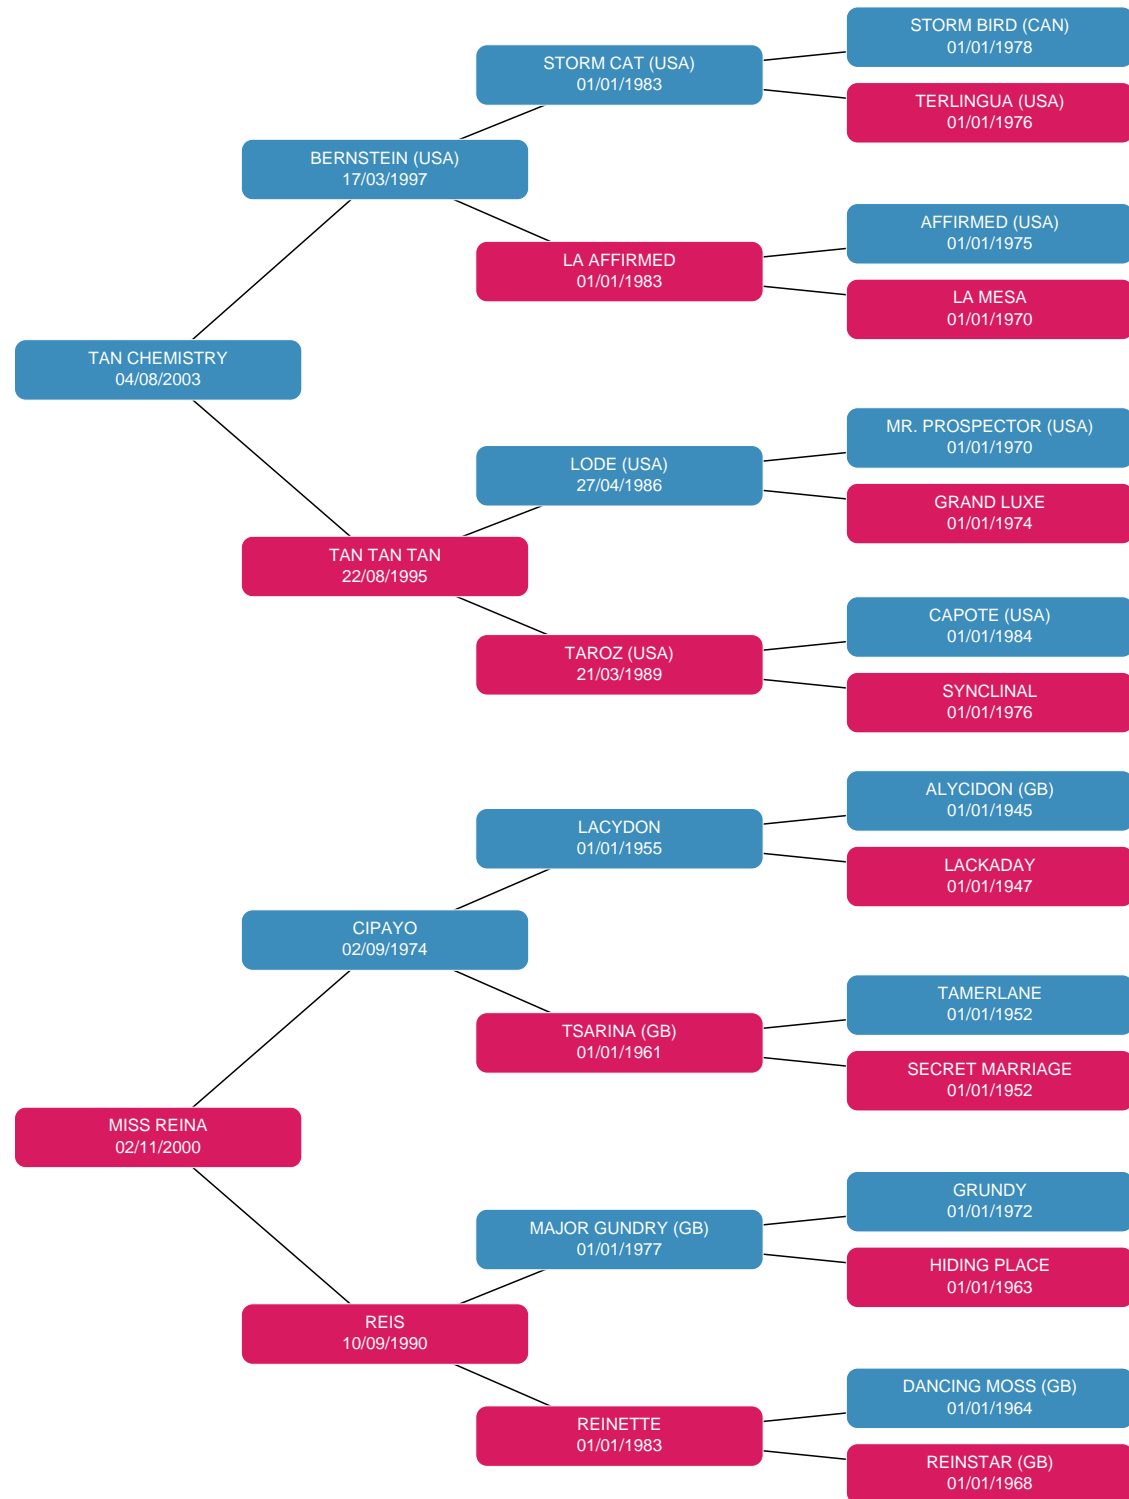 STORM BIRD (CAN)
01/01/1978
STORM CAT (USA)
01/01/1983
TERLINGUA (USA)
01/01/1976
BERNSTEIN (USA)
17/03/1997
AFFIRMED (USA)
01/01/1975
LA AFFIRMED
01/01/1983
LA MESA
01/01/1970
TAN CHEMISTRY
04/08/2003
MR. PROSPECTOR (USA)
01/01/1970
LODE (USA)
27/04/1986
GRAND LUXE
01/01/1974
TAN TAN TAN
22/08/1995
CAPOTE (USA)
01/01/1984
TAROZ (USA)
21/03/1989
SYNCLINAL
01/01/1976
ALYCIDON (GB)
01/01/1945
LACYDON
01/01/1955
LACKADAY
01/01/1947
CIPAYO
02/09/1974
TAMERLANE
01/01/1952
TSARINA (GB)
01/01/1961
SECRET MARRIAGE
01/01/1952
MISS REINA
02/11/2000
GRUNDY
01/01/1972
MAJOR GUNDRY (GB)
01/01/1977
HIDING PLACE
01/01/1963
REIS
10/09/1990
DANCING MOSS (GB)
01/01/1964
REINETTE
01/01/1983
REINSTAR (GB)
01/01/1968